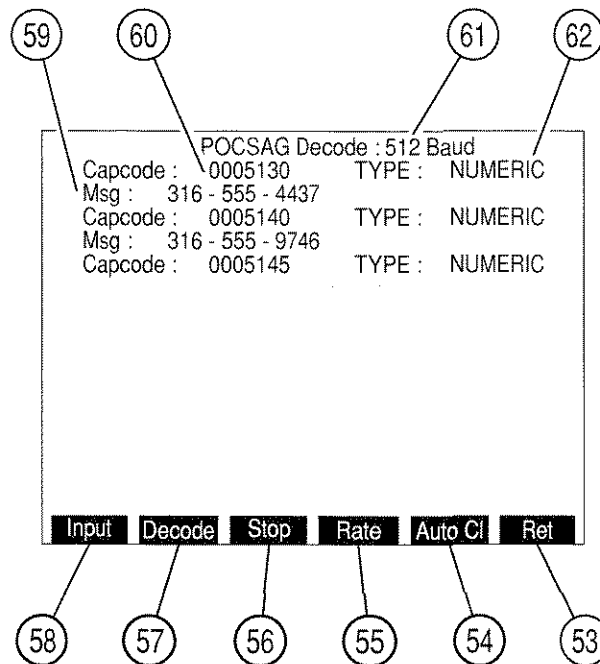 59 60 61 62
POCSAG Decode : 512 Baud
Capcode : 0005130 TYPE : NUMERIC
Msg : 316 - 555 - 4437
Capcode : 0005140 TYPE : NUMERIC
Msg : 316 - 555 - 9746
Capcode : 0005145 TYPE : NUMERIC
Input Decode Stop Rate Auto Cl Ret
58 57 56 55 54 53